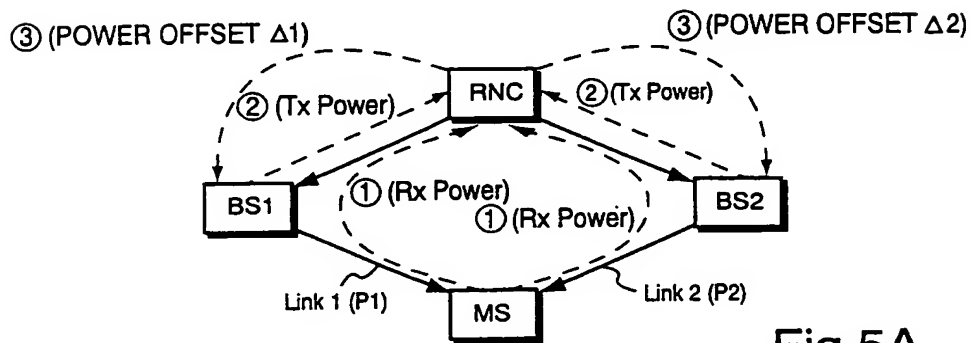 ③ (POWER OFFSET Δ1)
③ (POWER OFFSET Δ2)
RNC
② (Tx Power)
② (Tx Power)
① (Rx Power)
① (Rx Power)
BS1
BS2
Link 1 (P1)
Link 2 (P2)
MS
Fig.5A